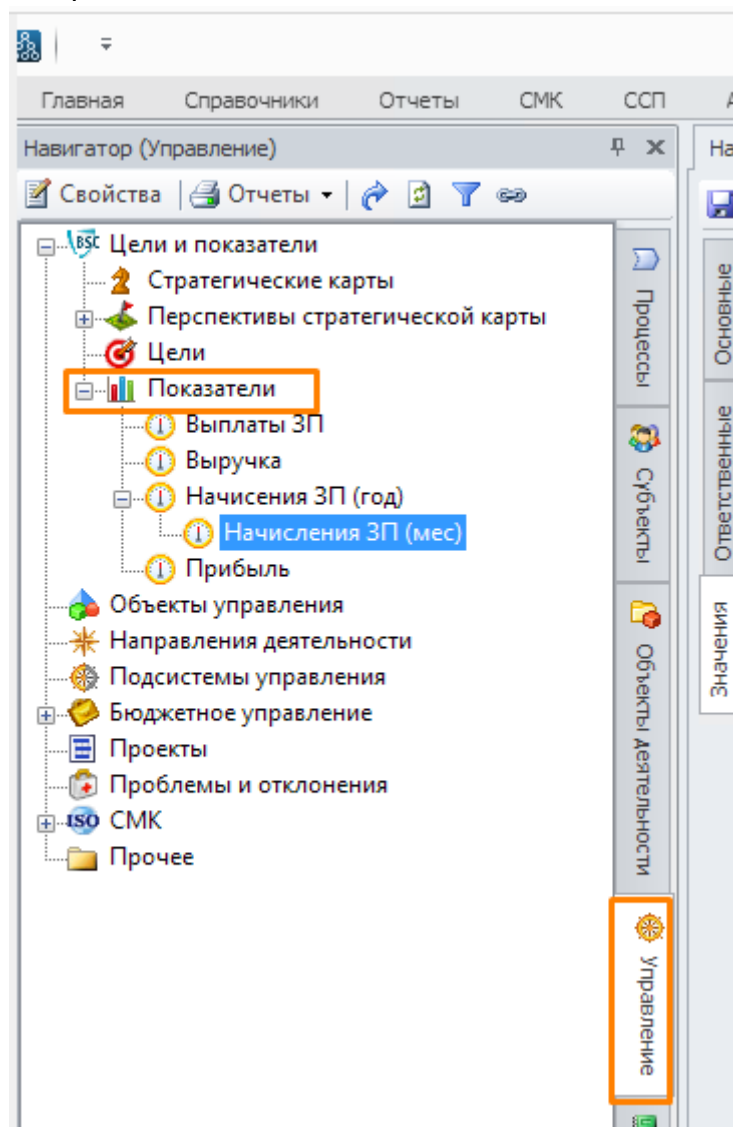 Главная Справочники Отчеты СМК ССП
Навигатор (Управление)
На
Свойства Отчеты
BSC Цели и показатели
Стратегические карты
Перспективы стратегической карты
Цели
Показатели
Выплаты ЗП
Выручка
Начисения ЗП (год)
Начисления ЗП (мес)
Прибыль
Объекты управления
Направления деятельности
Подсистемы управления
Бюджетное управление
Проекты
Проблемы и отклонения
ISO СМК
Прочее
Процессы
Субъекты
Объекты деятельности
Управление
Основные
Ответственные
Значения